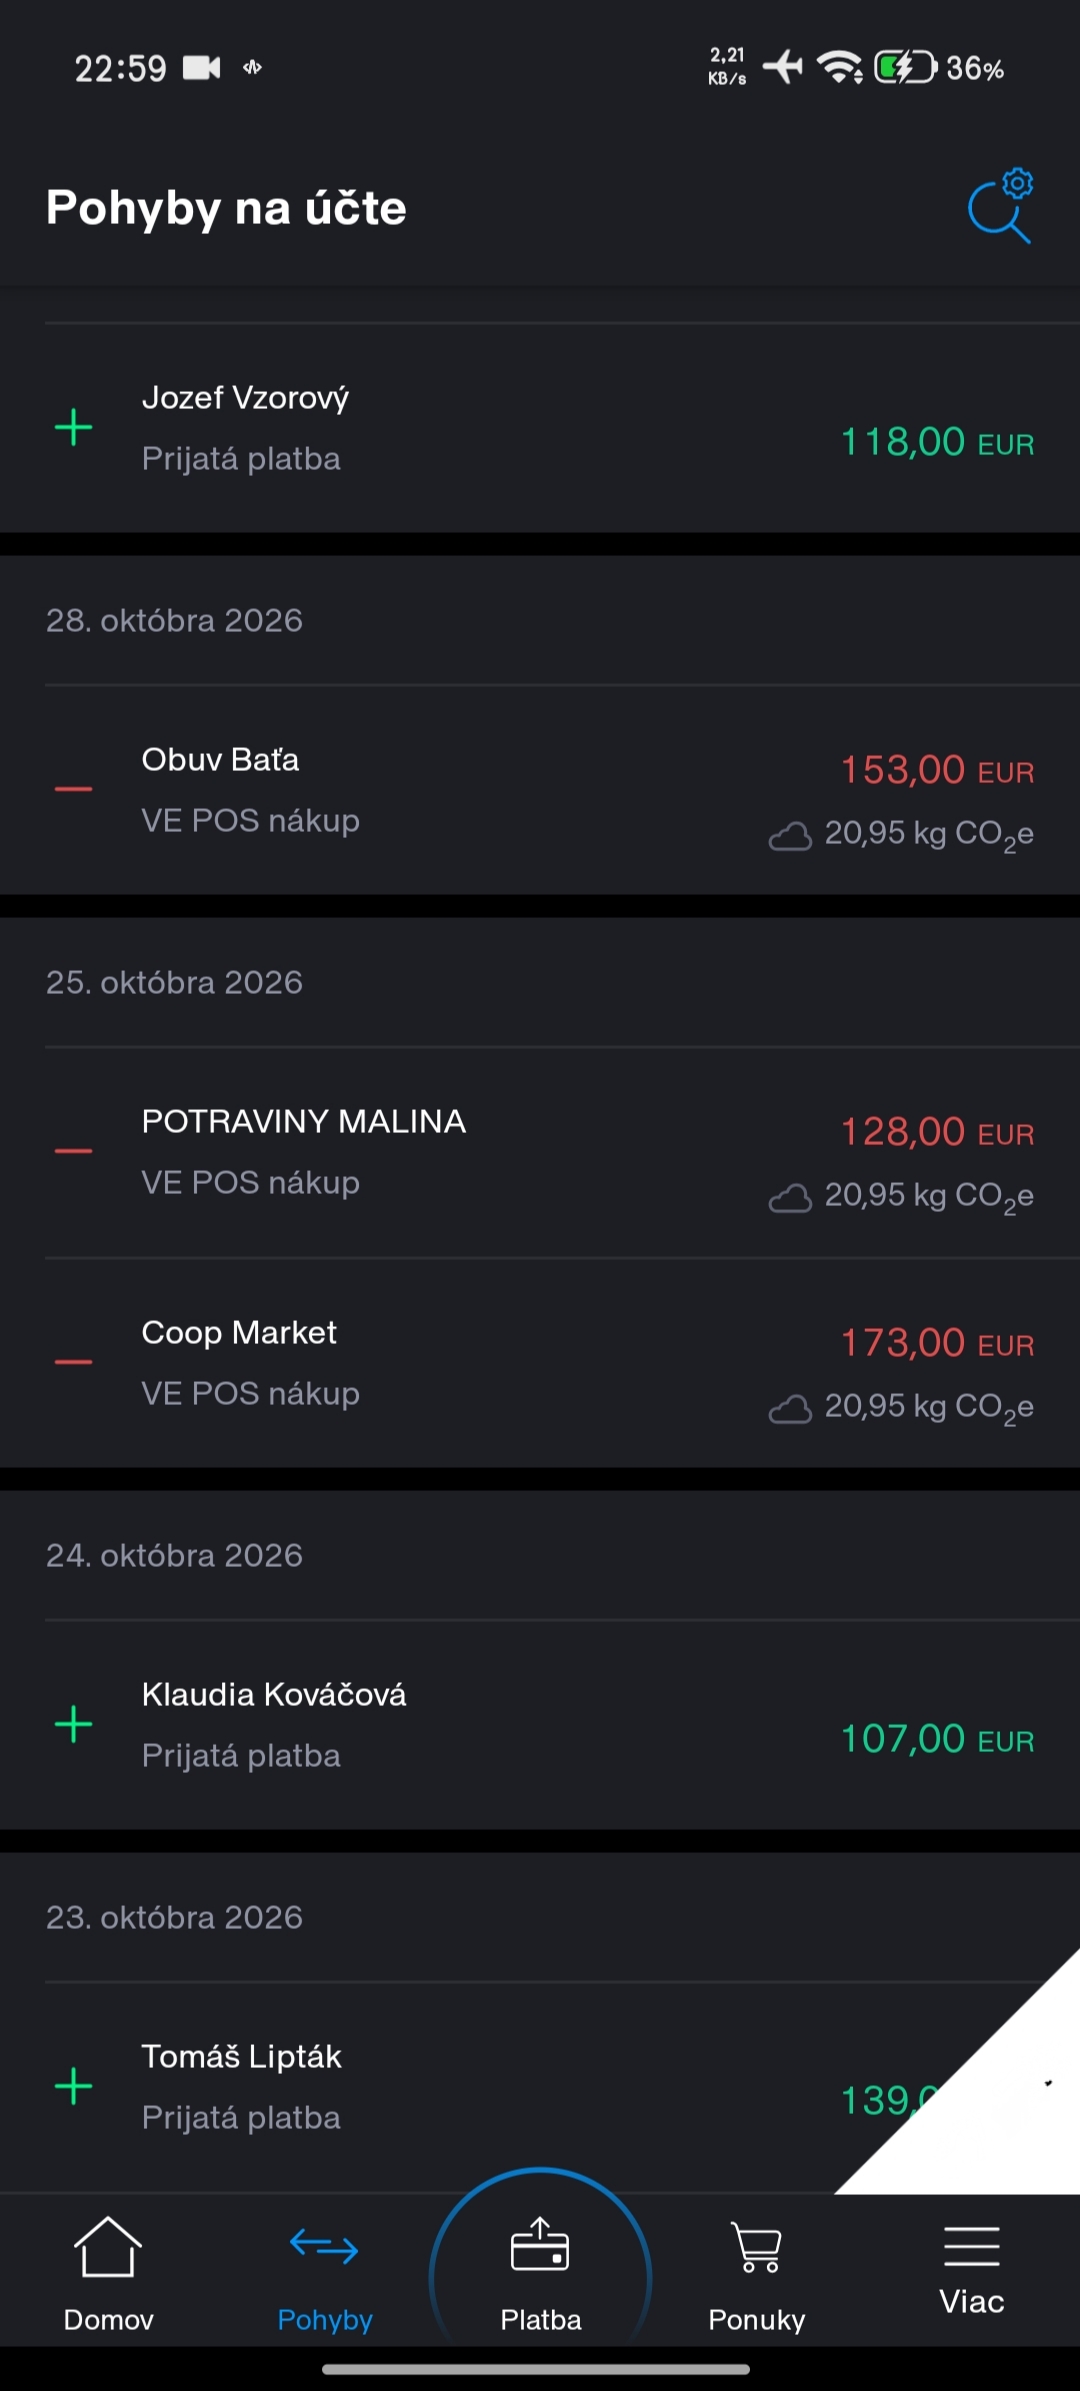 22:59
2,21
KB/s
36%
Pohyby na účte
Jozef Vzorový
Prijatá platba
118,00 EUR
28. októbra 2026
Obuv Baťa
153,00 EUR
VE POS nákup
20,95 kg CO₂e
25. októbra 2026
POTRAVINY MALINA
128,00 EUR
VE POS nákup
20,95 kg CO₂e
Coop Market
173,00 EUR
VE POS nákup
20,95 kg CO₂e
24. októbra 2026
Klaudia Kováčová
Prijatá platba
107,00 EUR
23. októbra 2026
Tomáš Lipták
Prijatá platba
Domov
Pohyby
Platba
Ponuky
Viac